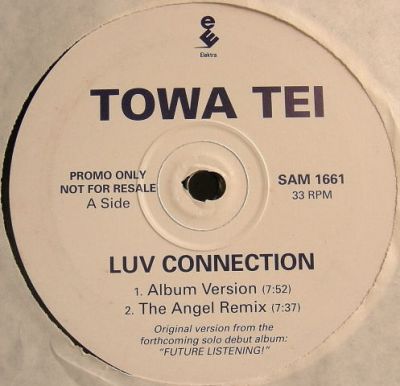 Elektra
TOWA TEI
PROMO ONLY
NOT FOR RESALE
A Side
SAM 1661
33 RPM
LUV CONNECTION
1. Album Version (7:52)
2. The Angel Remix (7:37)
Original version from the
forthcoming solo debut album:
"FUTURE LISTENING!"